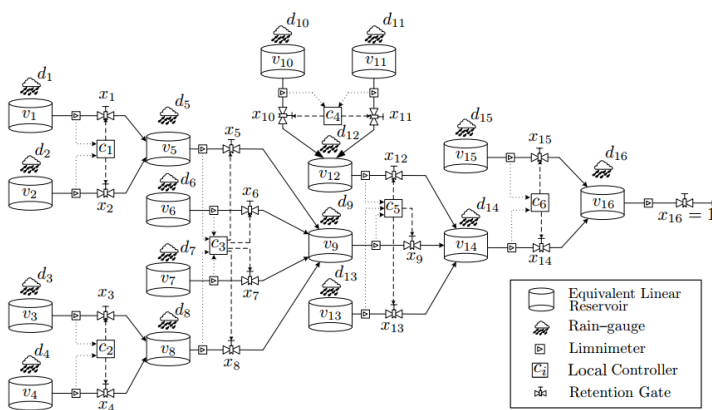 d10 d11
v10 v11
x10 c4 x11
d1 x1 d5
v1 c1 v5 x5
d2
v2 x2
d12
v12 x12
d15 x15
v15 c6 d16
v16 x16 = 1
d6
v6 x6
c3
d9
v9 x9
c5
d14
v14 x14
d7
v7 x7
d13
v13 x13
d3 x3 d8
v3 c2 v8 x8
d4
v4 x4
Equivalent Linear
Reservoir
Rain–gauge
Limnimeter
ci Local Controller
Retention Gate